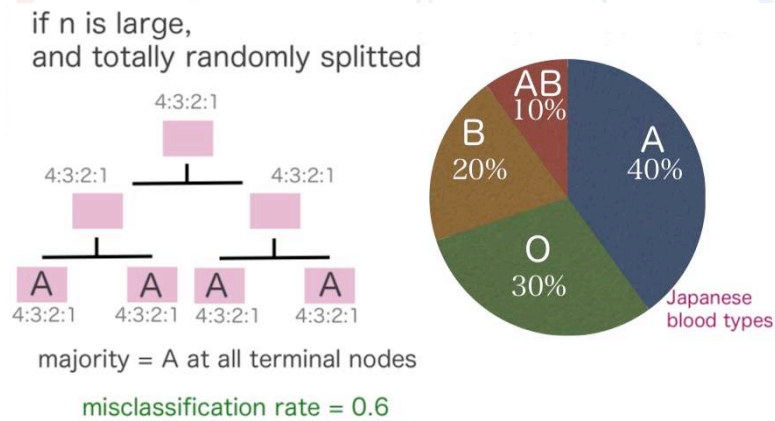 if n is large,
and totally randomly splitted
4:3:2:1
4:3:2:1
4:3:2:1
A
A
A
A
4:3:2:1
4:3:2:1
4:3:2:1
4:3:2:1
majority = A at all terminal nodes
misclassification rate = 0.6
AB
10%
B
20%
A
40%
O
30%
Japanese
blood types